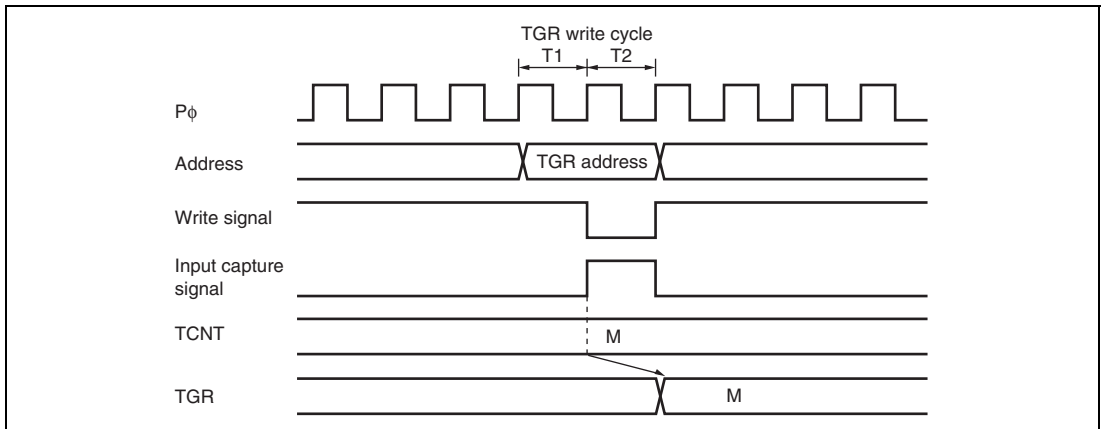 TGR write cycle
T1 T2
Pϕ
Address
TGR address
Write signal
Input capture
signal
TCNT
M
TGR
M